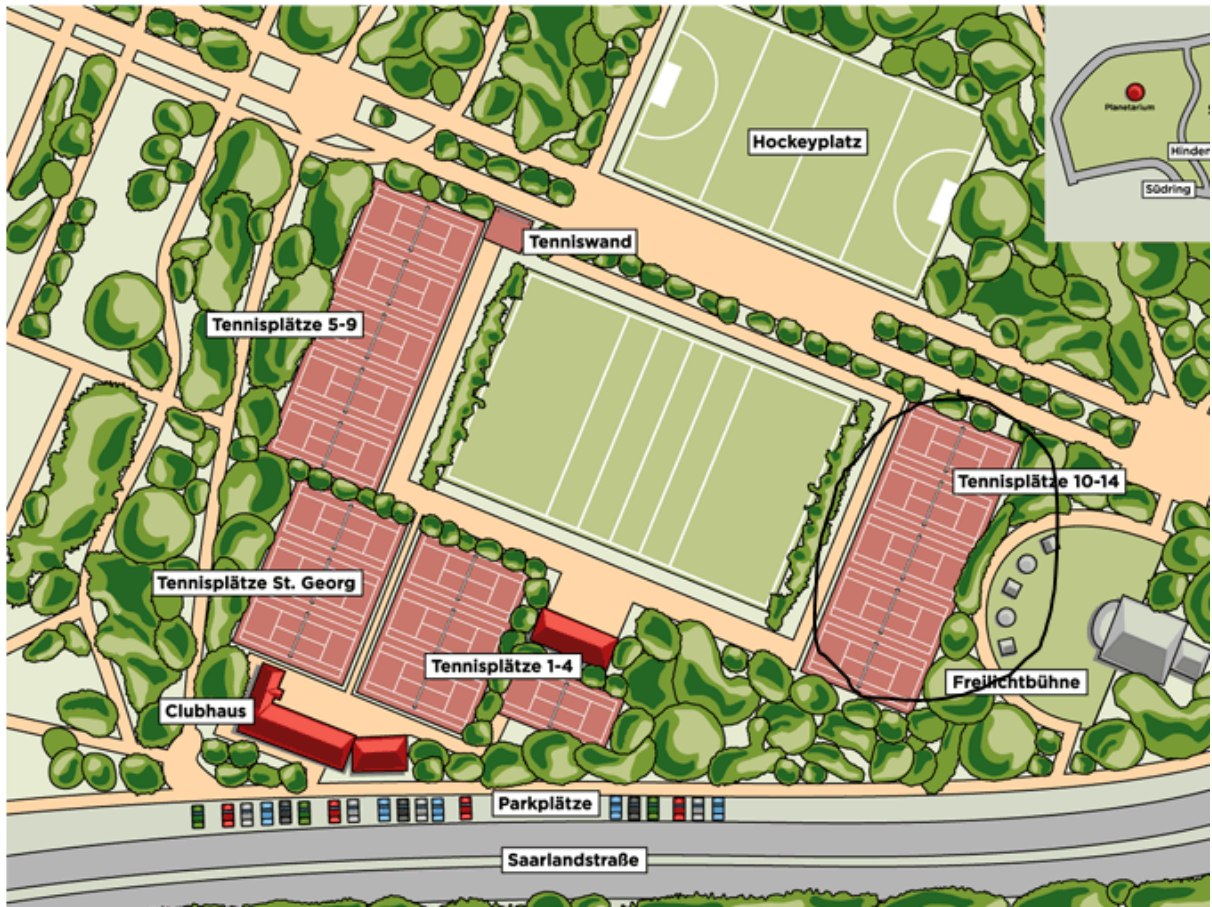 Planetarium
Hockeyplatz
Südring
Tenniswand
Tennisplätze 5-9
Tennisplätze 10-14
Tennisplätze St. Georg
Tennisplätze 1-4
Freilichtbühne
Clubhaus
Parkplätze
Saarlandstraße